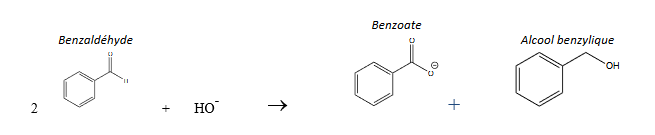 Benzaldéhyde
Benzoate
Alcool benzylique
O
H
O
O⊖
OH
2 + HO⁻ → +